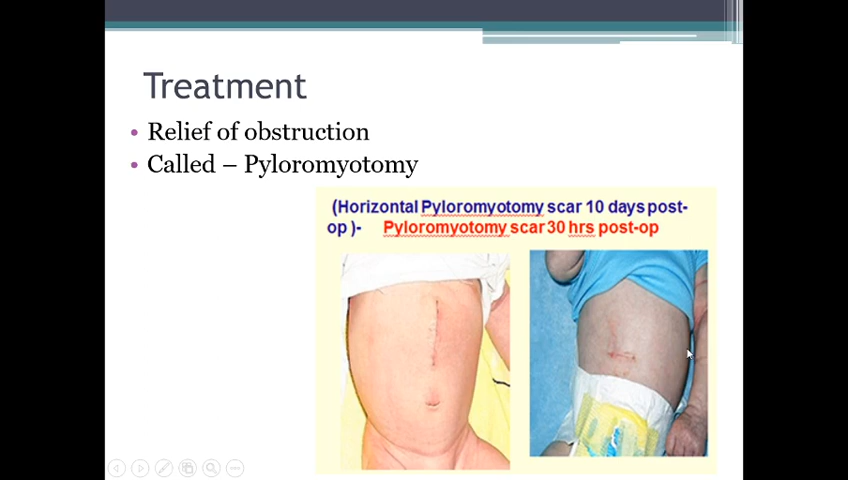 Treatment
• Relief of obstruction
• Called – Pyloromyotomy
(Horizontal Pyloromyotomy scar 10 days post-
op )- Pyloromyotomy scar 30 hrs post-op